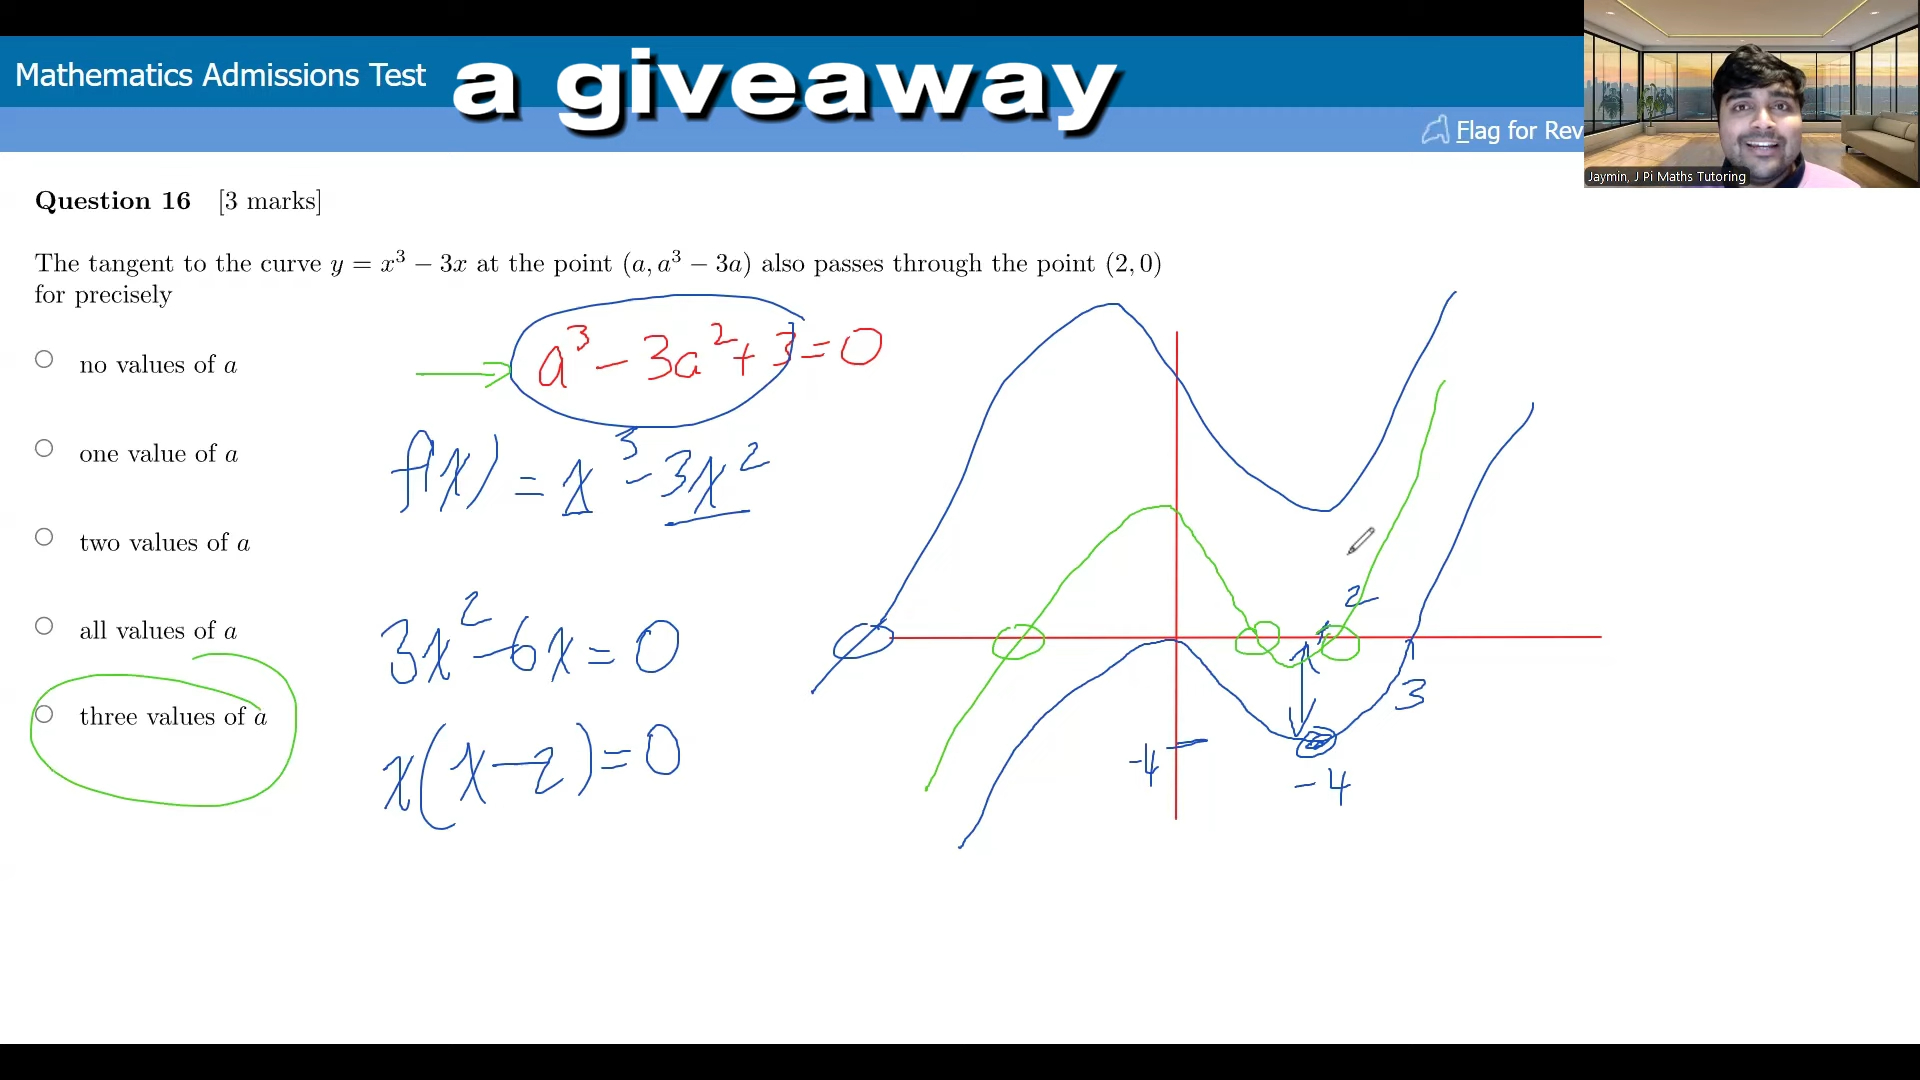 Mathematics Admissions Test
a giveaway
Flag for Rev
Jaymin, J Pi Maths Tutoring
Question 16 [3 marks]
The tangent to the curve y = x³ − 3x at the point (a, a³ − 3a) also passes through the point (2, 0)
for precisely
no values of a
one value of a
two values of a
all values of a
three values of a
a³ − 3a² + 3 = 0
f(x) = x³ − 3x²
3x² − 6x = 0
x(x − 2) = 0
2
3
-4
-4